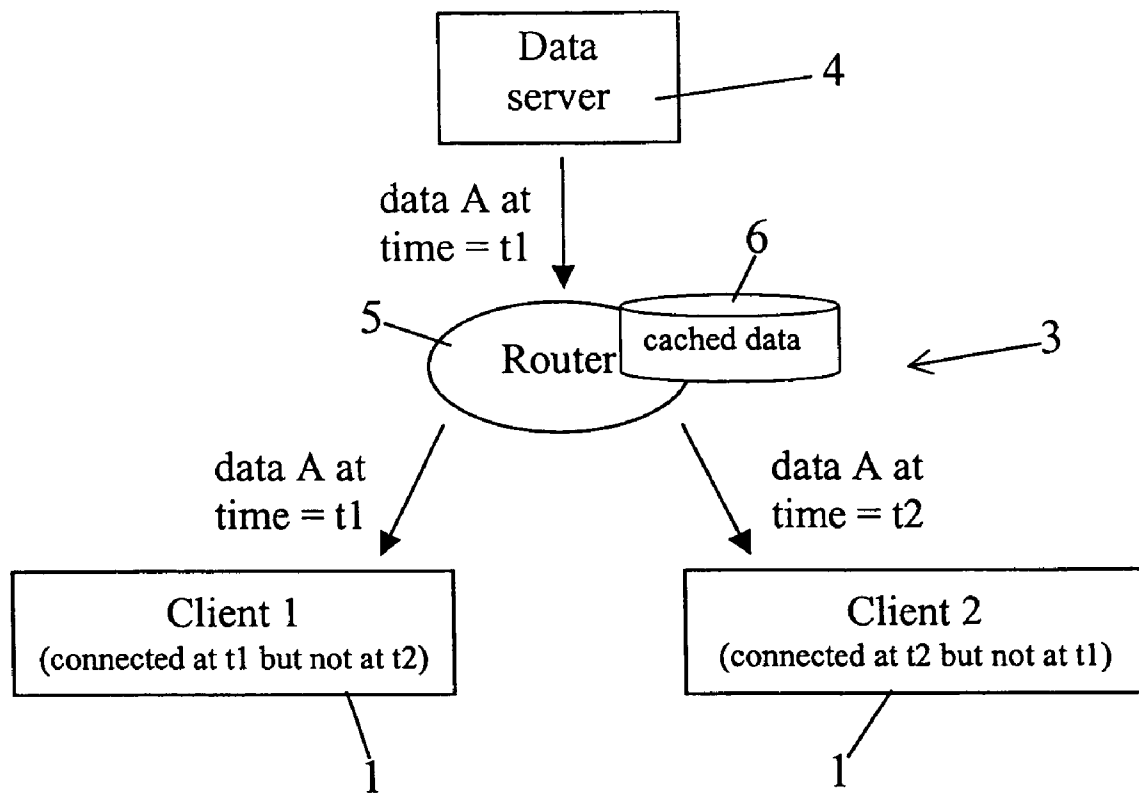 Data
server
4
data A at
time = t1
6
5
cached data
Router
3
data A at
time = t1
data A at
time = t2
Client 1
(connected at t1 but not at t2)
Client 2
(connected at t2 but not at t1)
1
1